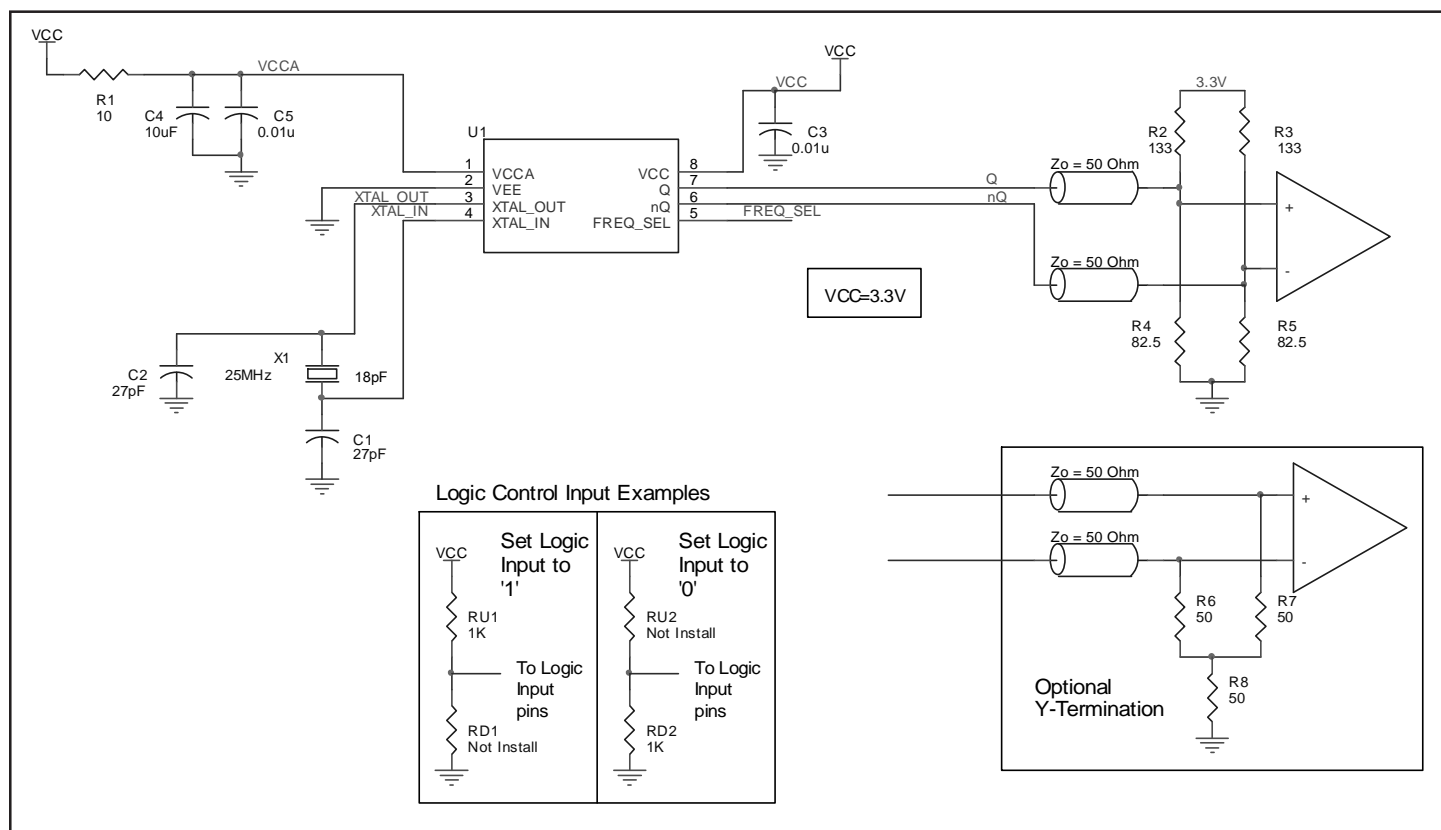 VCC
R1
10
VCCA
C4
10uF
C5
0.01u
U1
1
VCCA
2
VEE
XTAL_OUT
3
XTAL_OUT
XTAL_IN
4
XTAL_IN
VCC
8
Q
7
nQ
6
FREQ_SEL
5
FREQ_SEL
VCC
VCC
C3
0.01u
Q
nQ
Zo = 50 Ohm
Zo = 50 Ohm
3.3V
R2
133
R3
133
+
-
R4
82.5
R5
82.5
VCC=3.3V
C2
27pF
X1
25MHz
18pF
C1
27pF
Logic Control Input Examples
VCC
Set Logic
Input to
'1'
RU1
1K
To Logic
Input
pins
RD1
Not Install
VCC
Set Logic
Input to
'0'
RU2
Not Install
To Logic
Input
pins
RD2
1K
Zo = 50 Ohm
Zo = 50 Ohm
+
-
R6
50
R7
50
R8
50
Optional
Y-Termination